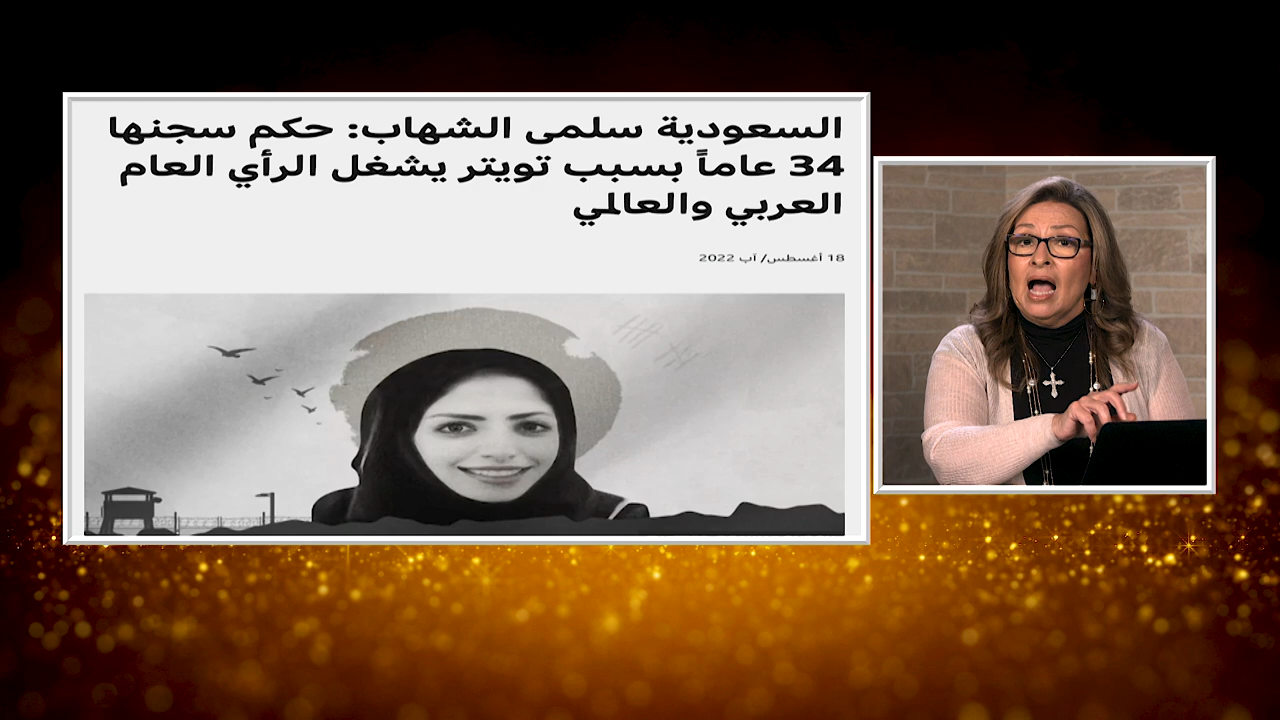 السعودية سلمى الشهاب: حكم سجنها
34 عاماً بسبب تويتر يشغل الرأي العام
العربي والعالمي
18 أغسطس/ آب 2022